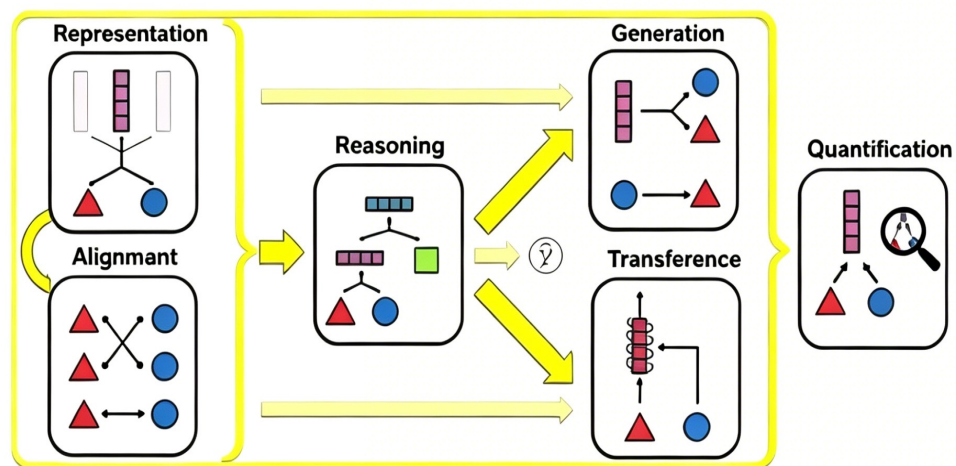 Representation
Alignmant
Reasoning
ŷ
Generation
Transference
Quantification